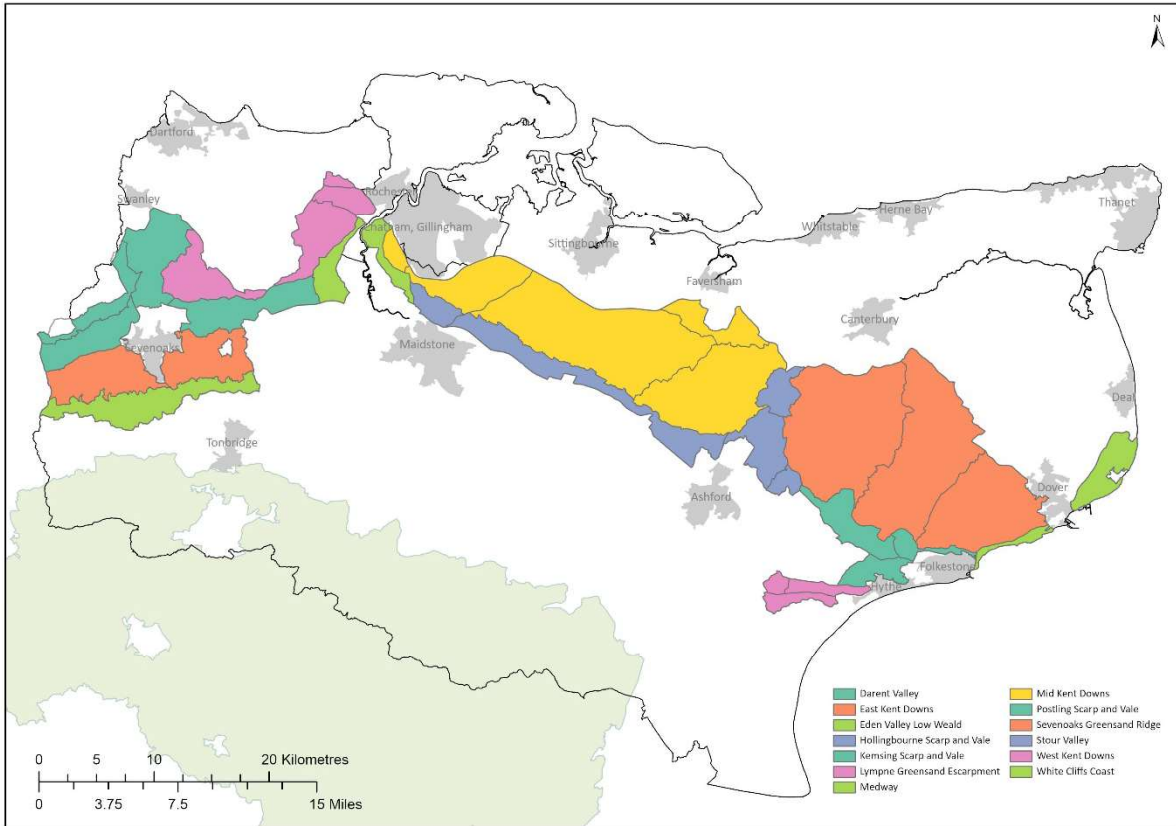 N
Dartford
Swanley
Rochester
Chatham, Gillingham
Sittingbourne
Whitstable
Herne Bay
Thanet
Faversham
Canterbury
Sevenoaks
Maidstone
Deal
Tonbridge
Ashford
Dover
Folkestone
Hythe
Darent Valley
East Kent Downs
Eden Valley Low Weald
Hollingbourne Scarp and Vale
Kemsing Scarp and Vale
Lympne Greensand Escarpment
Medway
Mid Kent Downs
Postling Scarp and Vale
Sevenoaks Greensand Ridge
Stour Valley
West Kent Downs
White Cliffs Coast
0 5 10 20 Kilometres
0 3.75 7.5 15 Miles